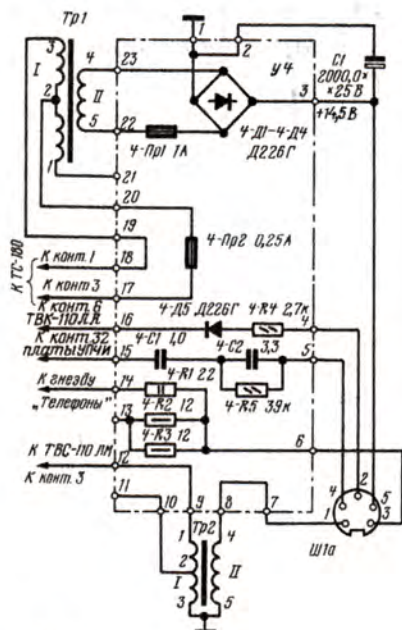 Тр1
1
2
3
I
2
1
4
II
5
23
22
21
20
19
18
17
16
15
14
13
12
11
У4
3
+14,5 В
С1
2000,0×
×25 В
4-Д1-4-Д4
Д226Г
4-Пр1 1А
4-Пр2 0,25А
К ТС-180
К конт. 1
К конт 3
К конт. 6
ТВК-110 Л.Л.
К конт. 32
платы УПЧИ
К гнезду
„Телефоны"
К ТВС-110 ЛМ
К конт. 3
4-Д5 Д226Г
4-R4 2,7к
4
4-С1 1,0
4-С2
3,3
5
4-R5 39к
4-R1 22
4-R2 12
4-R3 12
6
10
9
8
7
Тр2
1
2
I
3
4
II
5
4
2
5
1
3
Ш1а